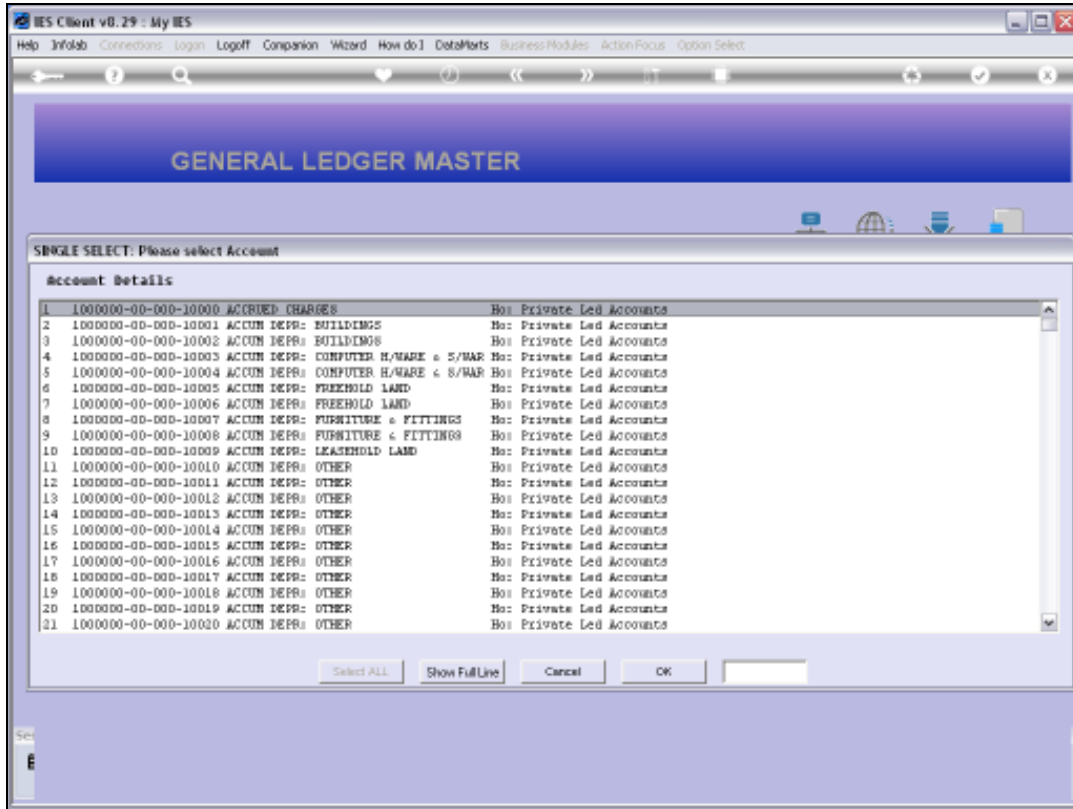 IES Client v8.29 : My IES
Help Infolab Connections Logon Logoff Companion Wizard How do I DataMarts Business Modules Action Focus Option Select
GENERAL LEDGER MASTER
SINGLE SELECT: Please select Account
Account Details
1 1000000-00-000-10000 ACCRUED CHARGES Ho: Private Led Accounts
2 1000000-00-000-10001 ACCUM DEPR: BUILDINGS Ho: Private Led Accounts
3 1000000-00-000-10002 ACCUM DEPR: BUILDINGS Ho: Private Led Accounts
4 1000000-00-000-10003 ACCUM DEPR: COMPUTER H/WARE & S/WAR Ho: Private Led Accounts
5 1000000-00-000-10004 ACCUM DEPR: COMPUTER H/WARE & S/WAR Ho: Private Led Accounts
6 1000000-00-000-10005 ACCUM DEPR: FREEHOLD LAND Ho: Private Led Accounts
7 1000000-00-000-10006 ACCUM DEPR: FREEHOLD LAND Ho: Private Led Accounts
8 1000000-00-000-10007 ACCUM DEPR: FURNITURE & FITTINGS Ho: Private Led Accounts
9 1000000-00-000-10008 ACCUM DEPR: FURNITURE & FITTINGS Ho: Private Led Accounts
10 1000000-00-000-10009 ACCUM DEPR: LEASEHOLD LAND Ho: Private Led Accounts
11 1000000-00-000-10010 ACCUM DEPR: OTHER Ho: Private Led Accounts
12 1000000-00-000-10011 ACCUM DEPR: OTHER Ho: Private Led Accounts
13 1000000-00-000-10012 ACCUM DEPR: OTHER Ho: Private Led Accounts
14 1000000-00-000-10013 ACCUM DEPR: OTHER Ho: Private Led Accounts
15 1000000-00-000-10014 ACCUM DEPR: OTHER Ho: Private Led Accounts
16 1000000-00-000-10015 ACCUM DEPR: OTHER Ho: Private Led Accounts
17 1000000-00-000-10016 ACCUM DEPR: OTHER Ho: Private Led Accounts
18 1000000-00-000-10017 ACCUM DEPR: OTHER Ho: Private Led Accounts
19 1000000-00-000-10018 ACCUM DEPR: OTHER Ho: Private Led Accounts
20 1000000-00-000-10019 ACCUM DEPR: OTHER Ho: Private Led Accounts
21 1000000-00-000-10020 ACCUM DEPR: OTHER Ho: Private Led Accounts
Select ALL Show Full Line Cancel OK